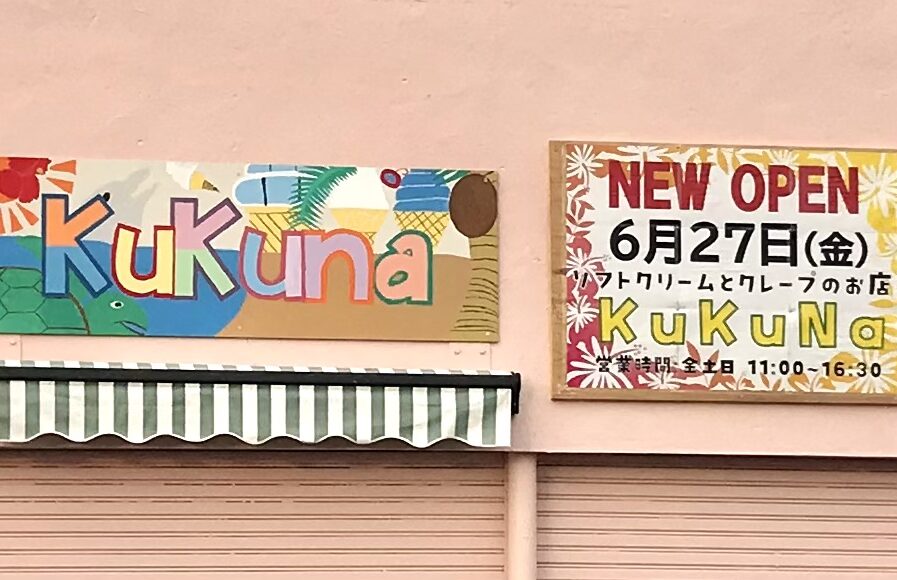 Kukuna
NEW OPEN
6月27日(金)
ソフトクリームとクレープのお店
KuKuNa
営業時間 金土日 11:00~16:30